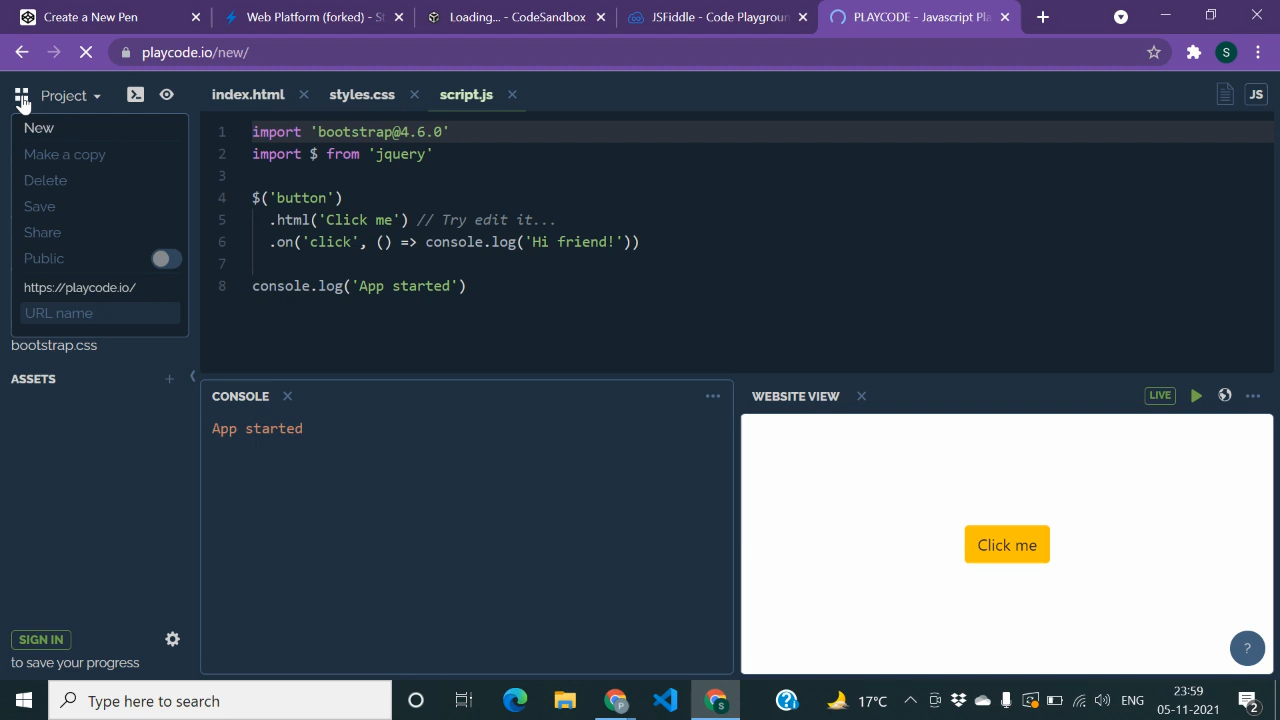 Create a New Pen
Web Platform (forked) - St
Loading... - CodeSandbox
JSFiddle - Code Playgroun
PLAYCODE - Javascript Pla
playcode.io/new/
S
Project
index.html
styles.css
script.js
JS
New
Make a copy
Delete
Save
Share
Public
https://playcode.io/
URL name
bootstrap.css
ASSETS
1 import 'bootstrap@4.6.0'
2 import $ from 'jquery'
3
4 $('button')
5 .html('Click me') // Try edit it...
6 .on('click', () => console.log('Hi friend!'))
7
8 console.log('App started')
CONSOLE
App started
WEBSITE VIEW
LIVE
Click me
?
SIGN IN
to save your progress
Type here to search
P
S
17°C
ENG
23:59
05-11-2021
2